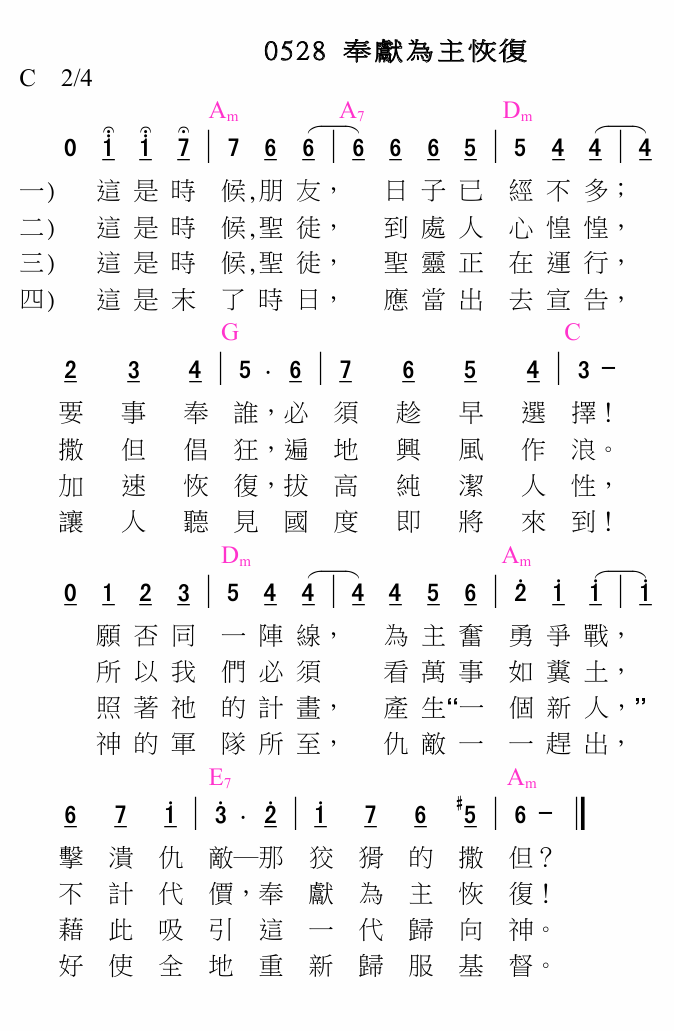 0528 奉獻為主恢復
C 2/4
Am A7 Dm
0 1 1 7 | 7 6 6 | 6 6 6 5 | 5 4 4 | 4
一) 這是時候,朋友，日子已經不多；
二) 這是時候,聖徒，到處人心惶惶，
三) 這是時候,聖徒，聖靈正在運行，
四) 這是末了時日，應當出去宣告，
G C
2 3 4 | 5 . 6 | 7 6 5 4 | 3 –
要事奉誰，必須趁早選擇！
撒但倡狂，遍地興風作浪。
加速恢復，拔高純潔人性，
讓人聽見國度即將來到！
Dm Am
0 1 2 3 | 5 4 4 | 4 4 5 6 | 2 1 1 | 1
願否同一陣線，為主奮勇爭戰，
所以我們必須看萬事如糞土，
照著祂的計畫，產生“一個新人，”
神的軍隊所至，仇敵一一趕出，
E7 Am
6 7 1 | 3 . 2 | 1 7 6 #5 | 6 –
擊潰仇敵—那狡猾的撒但？
不計代價，奉獻為主恢復！
藉此吸引這一代歸向神。
好使全地重新歸服基督。